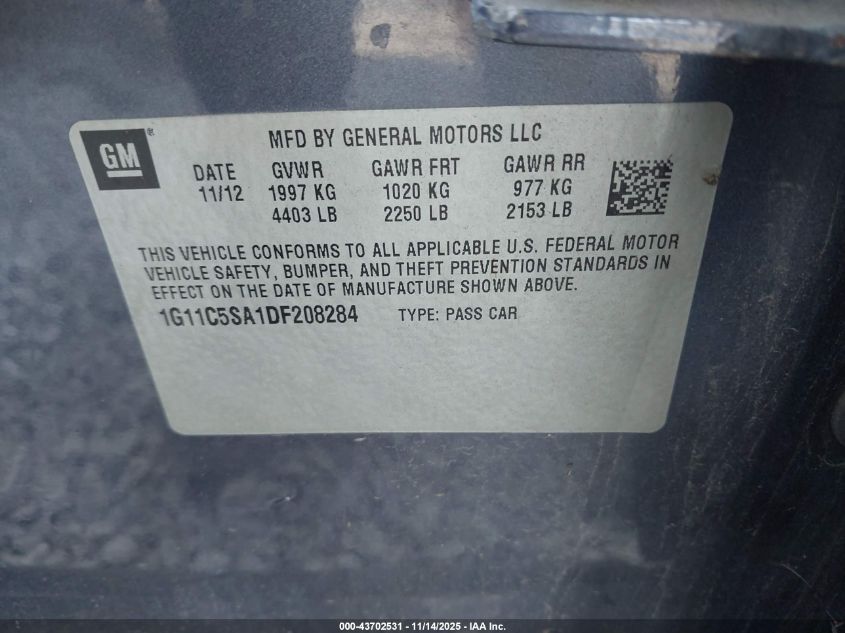 GM ®
MFD BY GENERAL MOTORS LLC
DATE GVWR GAWR FRT GAWR RR
11/12 1997 KG 1020 KG 977 KG
4403 LB 2250 LB 2153 LB
THIS VEHICLE CONFORMS TO ALL APPLICABLE U.S. FEDERAL MOTOR
VEHICLE SAFETY, BUMPER, AND THEFT PREVENTION STANDARDS IN
EFFECT ON THE DATE OF MANUFACTURE SHOWN ABOVE.
1G11C5SA1DF208284 TYPE: PASS CAR
000-43702531 - 11/14/2025 - IAA Inc.